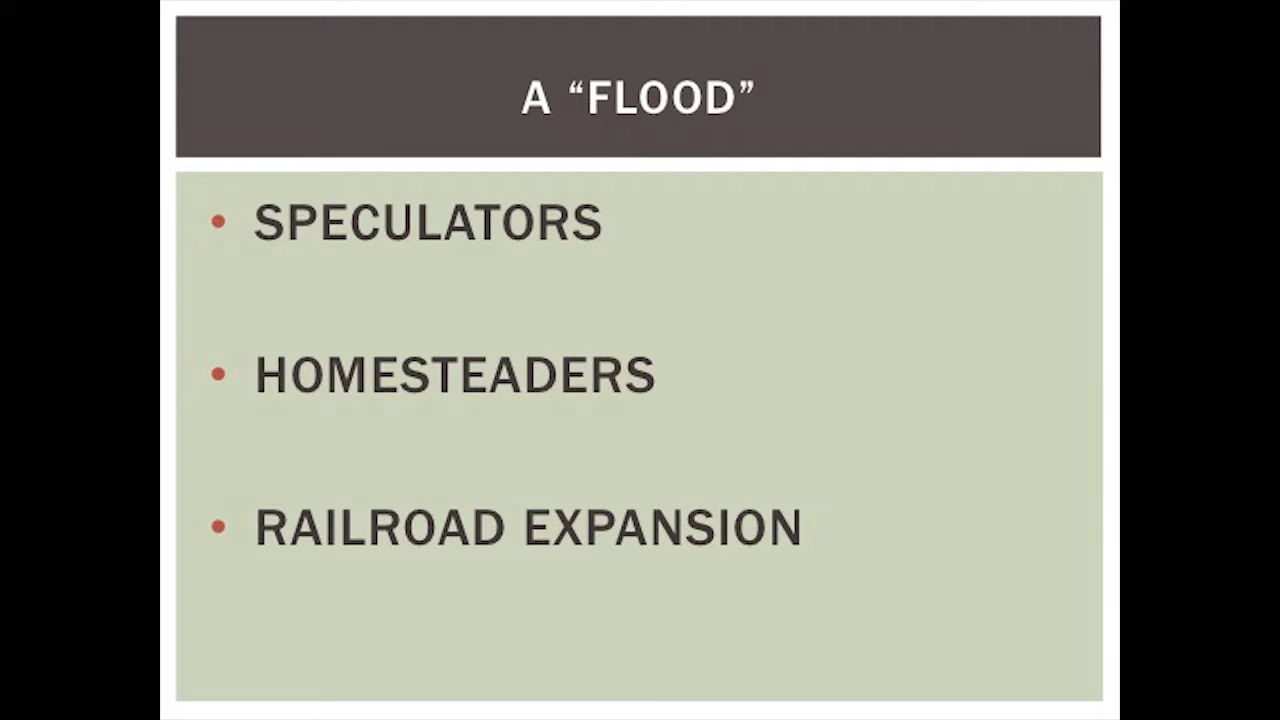 A “FLOOD”
• SPECULATORS
• HOMESTEADERS
• RAILROAD EXPANSION